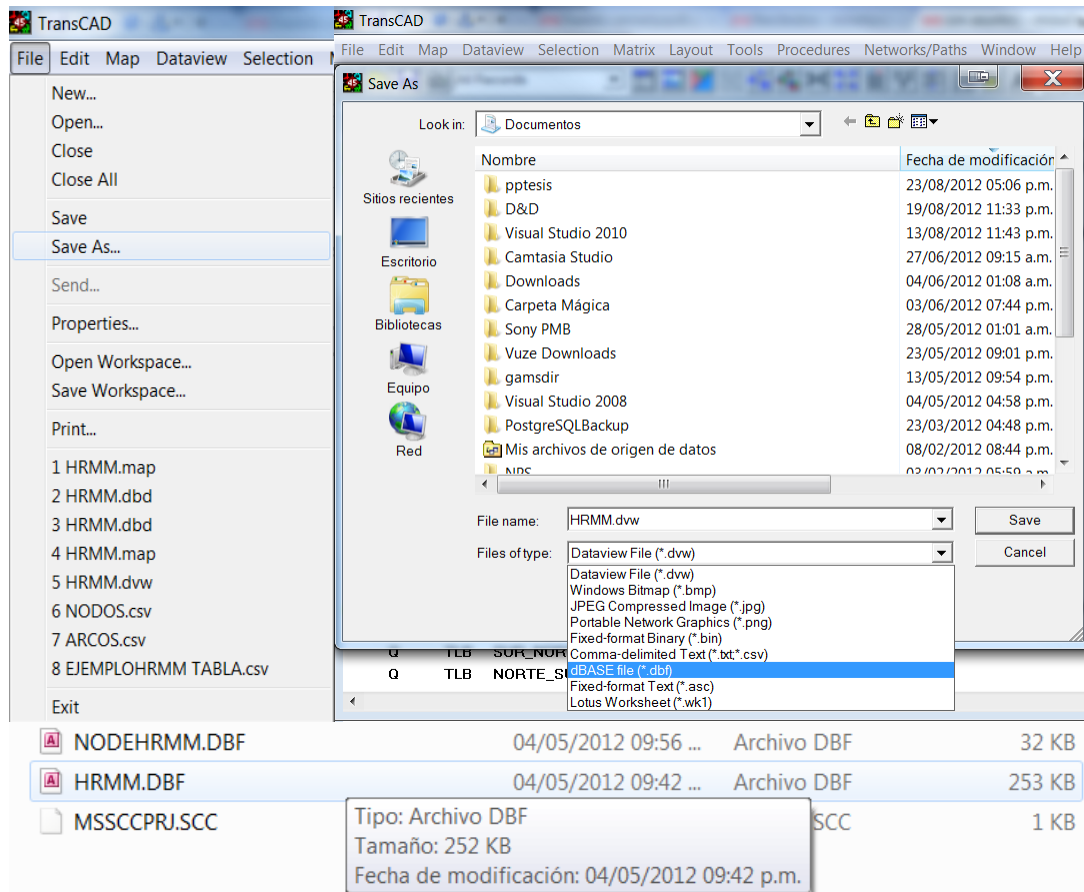 TransCAD
File Edit Map Dataview Selection
New...
Open...
Close
Close All
Save
Save As...
Send...
Properties...
Open Workspace...
Save Workspace...
Print...
1 HRMM.map
2 HRMM.dbd
3 HRMM.dbd
4 HRMM.map
5 HRMM.dvw
6 NODOS.csv
7 ARCOS.csv
8 EJEMPLOHRMM TABLA.csv
Exit
TransCAD
File Edit Map Dataview Selection Matrix Layout Tools Procedures Networks/Paths Window Help
Save As
Look in: Documentos
Sitios recientes
Escritorio
Bibliotecas
Equipo
Red
Nombre Fecha de modificación
pptesis 23/08/2012 05:06 p.m.
D&D 19/08/2012 11:33 p.m.
Visual Studio 2010 13/08/2012 11:43 p.m.
Camtasia Studio 27/06/2012 09:15 a.m.
Downloads 04/06/2012 01:08 a.m.
Carpeta Mágica 03/06/2012 07:44 p.m.
Sony PMB 28/05/2012 01:01 a.m.
Vuze Downloads 23/05/2012 09:01 p.m.
gamsdir 13/05/2012 09:54 p.m.
Visual Studio 2008 04/05/2012 04:58 p.m.
PostgreSQLBackup 23/03/2012 04:48 p.m.
Mis archivos de origen de datos 08/02/2012 08:44 p.m.
NPS 03/02/2012 05:59 a.m.
File name: HRMM.dvw Save
Files of type: Dataview File (*.dvw) Cancel
Dataview File (*.dvw)
Windows Bitmap (*.bmp)
JPEG Compressed Image (*.jpg)
Portable Network Graphics (*.png)
Fixed-format Binary (*.bin)
Comma-delimited Text (*.txt;*.csv)
dBASE file (*.dbf)
Fixed-format Text (*.asc)
Lotus Worksheet (*.wk1)
Q TLB SUR_NOR
Q TLB NORTE_SU
NODEHRMM.DBF 04/05/2012 09:56 ... Archivo DBF 32 KB
HRMM.DBF 04/05/2012 09:42 ... Archivo DBF 253 KB
MSSCCPRJ.SCC SCC 1 KB
Tipo: Archivo DBF
Tamaño: 252 KB
Fecha de modificación: 04/05/2012 09:42 p.m.